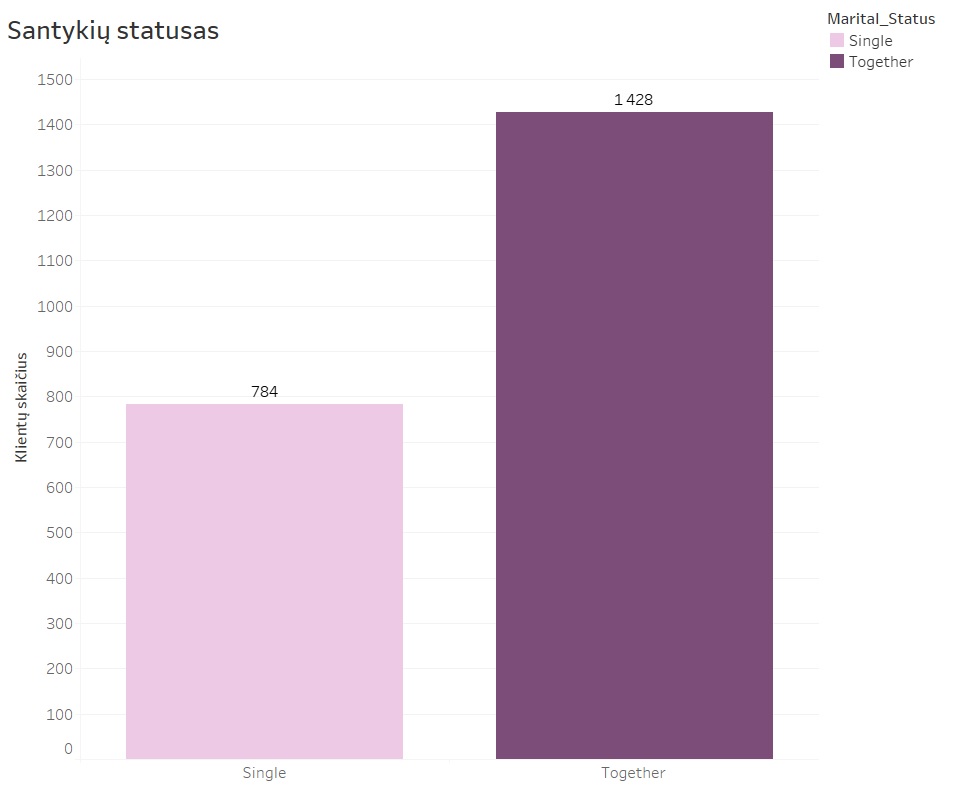 Santykių statusas
Marital_Status
Single
Together
Klientų skaičius
1500
1400
1300
1200
1100
1000
900
800
700
600
500
400
300
200
100
0
784
1 428
Single
Together